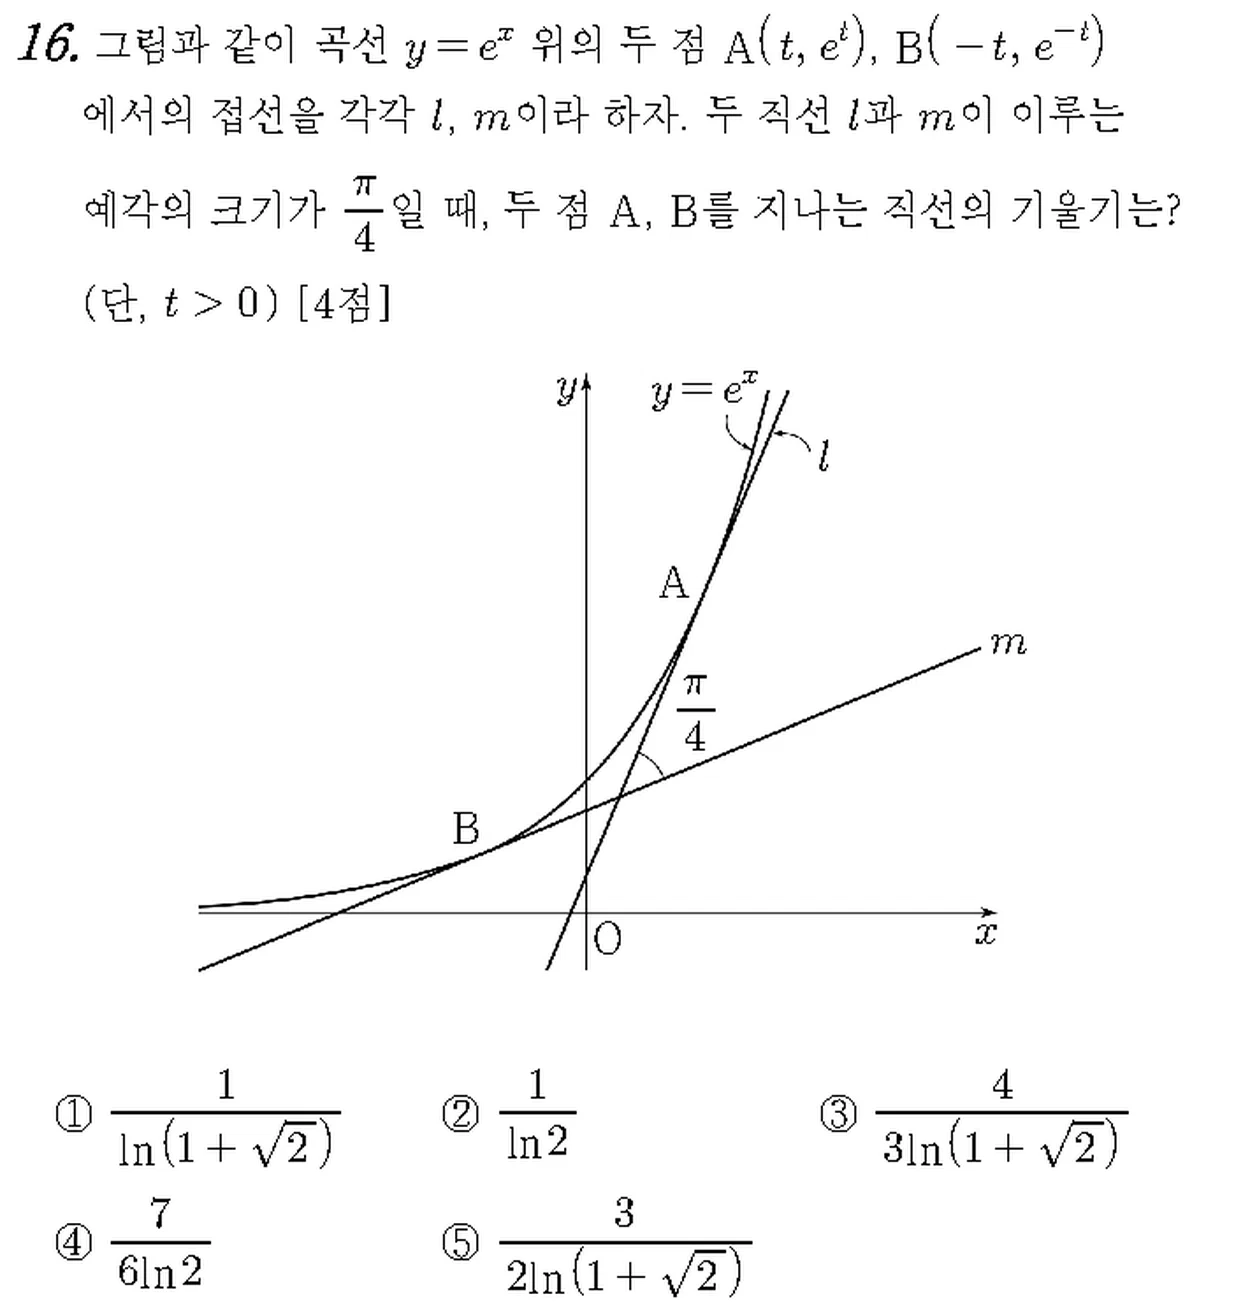 16. 그림과 같이 곡선 y=e^x 위의 두 점 A(t, e^t), B(-t, e^{-t})
에서의 접선을 각각 l, m이라 하자. 두 직선 l과 m이 이루는
예각의 크기가 π/4일 때, 두 점 A, B를 지나는 직선의 기울기는?
(단, t > 0) [4점]
y
y=e^x
l
A
m
π/4
B
O
x
① 1/ln(1+√2) ② 1/ln2 ③ 4/3ln(1+√2)
④ 7/6ln2 ⑤ 3/2ln(1+√2)